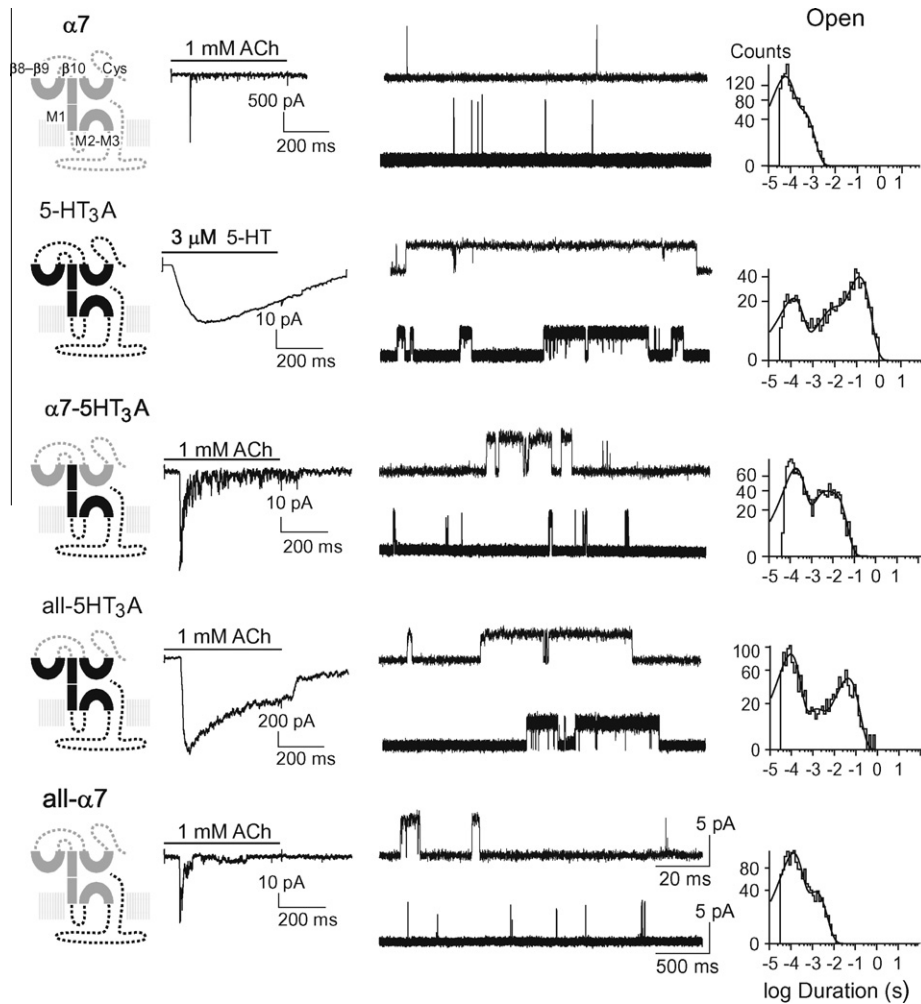 α7
Open
1 mM ACh
β8–β9 β10 Cys
M1
M2-M3
500 pA
200 ms
Counts
120
80
40
0
-5 -4 -3 -2 -1 0 1
5-HT3A
3 μM 5-HT
10 pA
200 ms
40
20
0
-5 -4 -3 -2 -1 0 1
α7-5HT3A
1 mM ACh
10 pA
200 ms
60
40
20
0
-5 -4 -3 -2 -1 0 1
all-5HT3A
1 mM ACh
200 pA
200 ms
100
60
20
0
-5 -4 -3 -2 -1 0 1
all-α7
1 mM ACh
10 pA
200 ms
5 pA
20 ms
5 pA
500 ms
80
40
0
-5 -4 -3 -2 -1 0 1
log Duration (s)